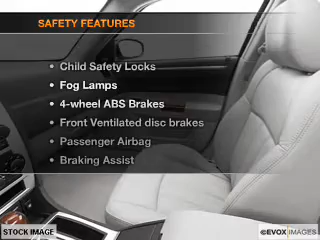 SAFETY FEATURES
• Child Safety Locks
• Fog Lamps
• 4-wheel ABS Brakes
• Front Ventilated disc brakes
• Passenger Airbag
• Braking Assist
STOCK IMAGE
©EVOX IMAGES